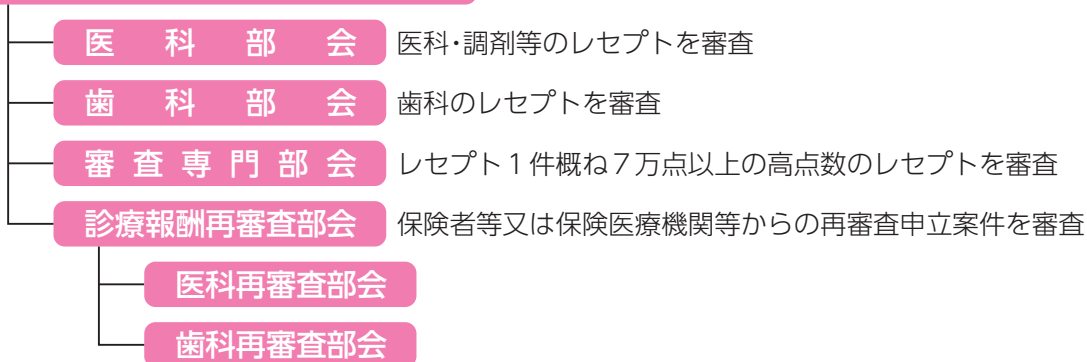 医科部会 医科・調剤等のレセプトを審査
歯科部会 歯科のレセプトを審査
審査専門部会 レセプト1件概ね7万点以上の高点数のレセプトを審査
診療報酬再審査部会 保険者等又は保険医療機関等からの再審査申立案件を審査
医科再審査部会
歯科再審査部会